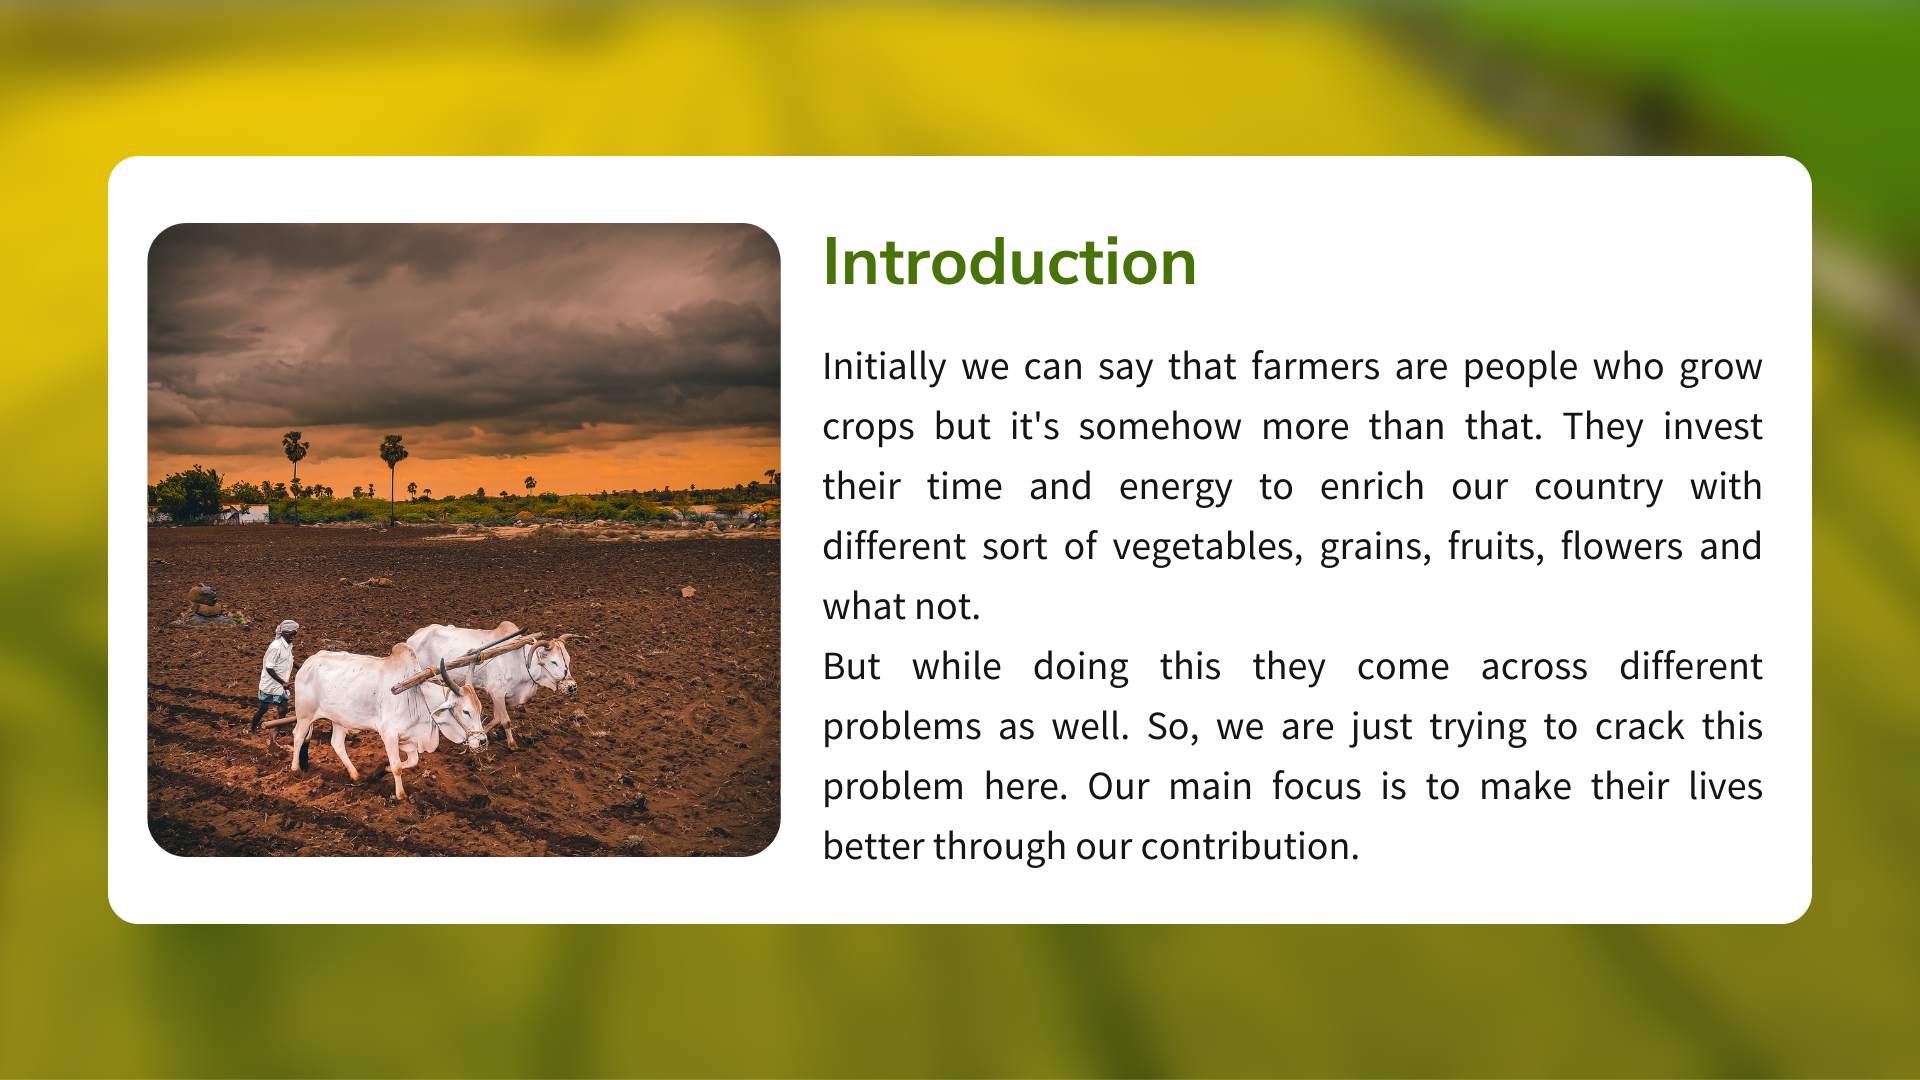 Introduction
Initially we can say that farmers are people who grow
crops but it's somehow more than that. They invest
their time and energy to enrich our country with
different sort of vegetables, grains, fruits, flowers and
what not.
But while doing this they come across different
problems as well. So, we are just trying to crack this
problem here. Our main focus is to make their lives
better through our contribution.